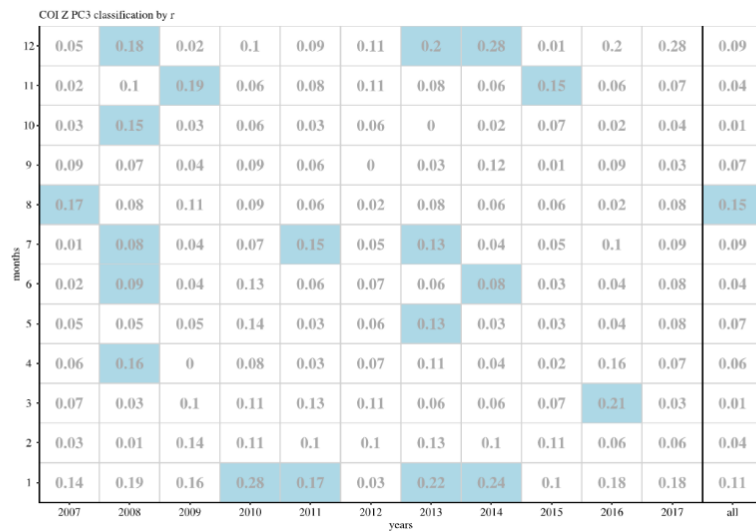 COI Z PC3 classification by r
12 0.05 0.18 0.02 0.1 0.09 0.11 0.2 0.28 0.01 0.2 0.28 0.09
11 0.02 0.1 0.19 0.06 0.08 0.11 0.08 0.06 0.15 0.06 0.07 0.04
10 0.03 0.15 0.03 0.06 0.03 0.06 0 0.02 0.07 0.02 0.04 0.01
9 0.09 0.07 0.04 0.09 0.06 0 0.03 0.12 0.01 0.09 0.03 0.07
8 0.17 0.08 0.11 0.09 0.06 0.02 0.08 0.06 0.06 0.02 0.08 0.15
7 0.01 0.08 0.04 0.07 0.15 0.05 0.13 0.04 0.05 0.1 0.09 0.09
months
6 0.02 0.09 0.04 0.13 0.06 0.07 0.06 0.08 0.03 0.04 0.08 0.04
5 0.05 0.05 0.05 0.14 0.03 0.06 0.13 0.03 0.03 0.04 0.08 0.07
4 0.06 0.16 0 0.08 0.03 0.07 0.11 0.04 0.02 0.16 0.07 0.06
3 0.07 0.03 0.1 0.11 0.13 0.11 0.06 0.06 0.07 0.21 0.03 0.01
2 0.03 0.01 0.14 0.11 0.1 0.1 0.13 0.1 0.11 0.06 0.06 0.04
1 0.14 0.19 0.16 0.28 0.17 0.03 0.22 0.24 0.1 0.18 0.18 0.11
2007 2008 2009 2010 2011 2012 2013 2014 2015 2016 2017 all
years